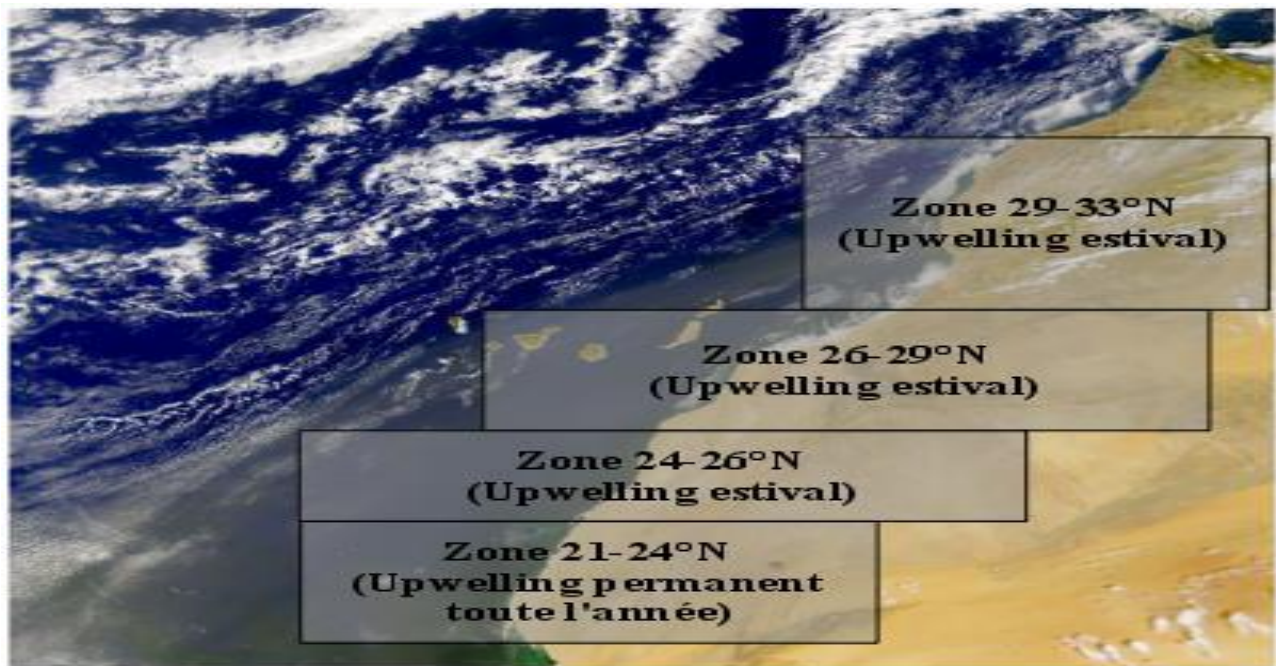 Zone 29-33°N
(Upwelling estival)
Zone 26-29°N
(Upwelling estival)
Zone 24-26°N
(Upwelling estival)
Zone 21-24°N
(Upwelling permanent
toute l'année)